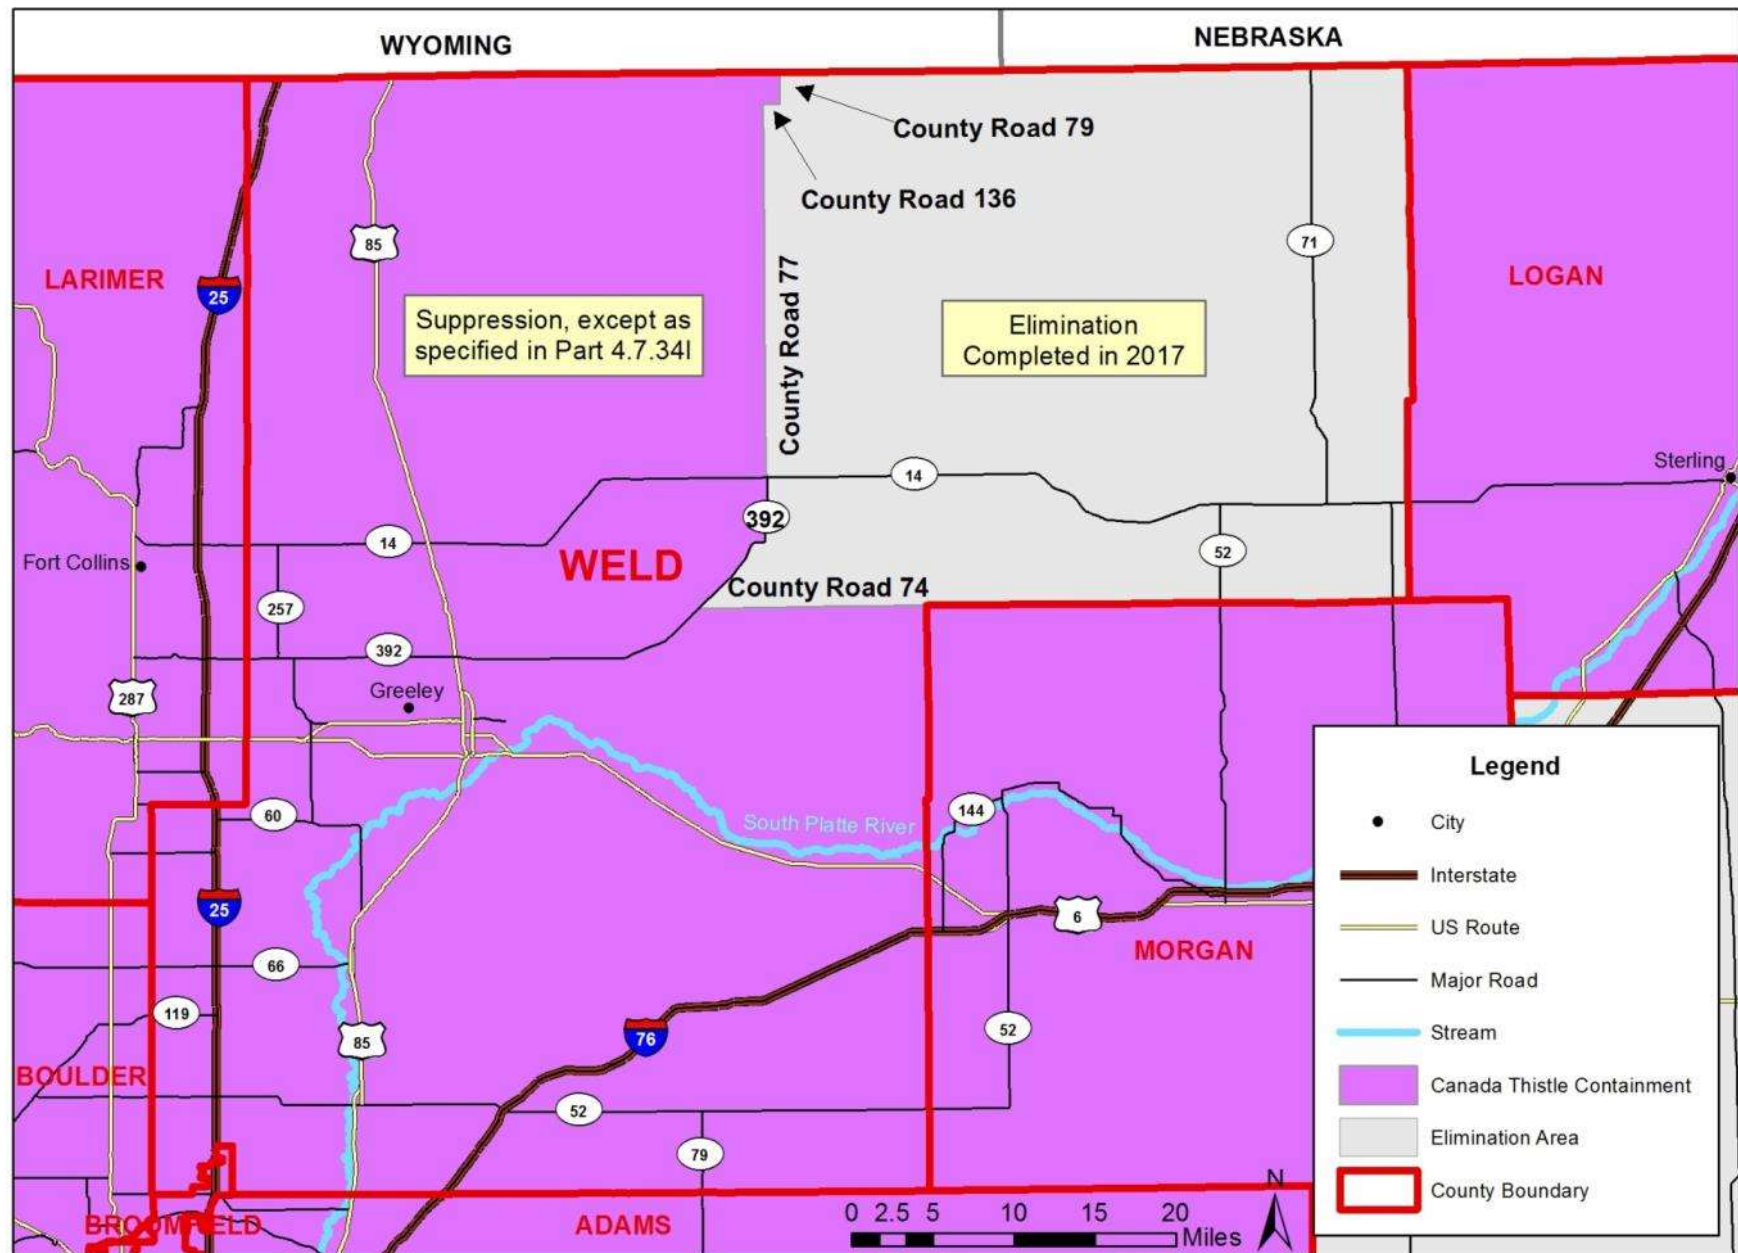 WYOMING
NEBRASKA
County Road 79
County Road 136
85
71
LARIMER
LOGAN
25
County Road 77
Suppression, except as
specified in Part 4.7.34I
Elimination
Completed in 2017
Sterling
14
392
14
WELD
52
Fort Collins
County Road 74
257
392
Greeley
287
60
South Platte River
144
25
6
66
MORGAN
119
85
76
52
BOULDER
52
79
BROOMFIELD
ADAMS
0 2.5 5 10 15 20
Miles
N
Legend
City
Interstate
US Route
Major Road
Stream
Canada Thistle Containment
Elimination Area
County Boundary